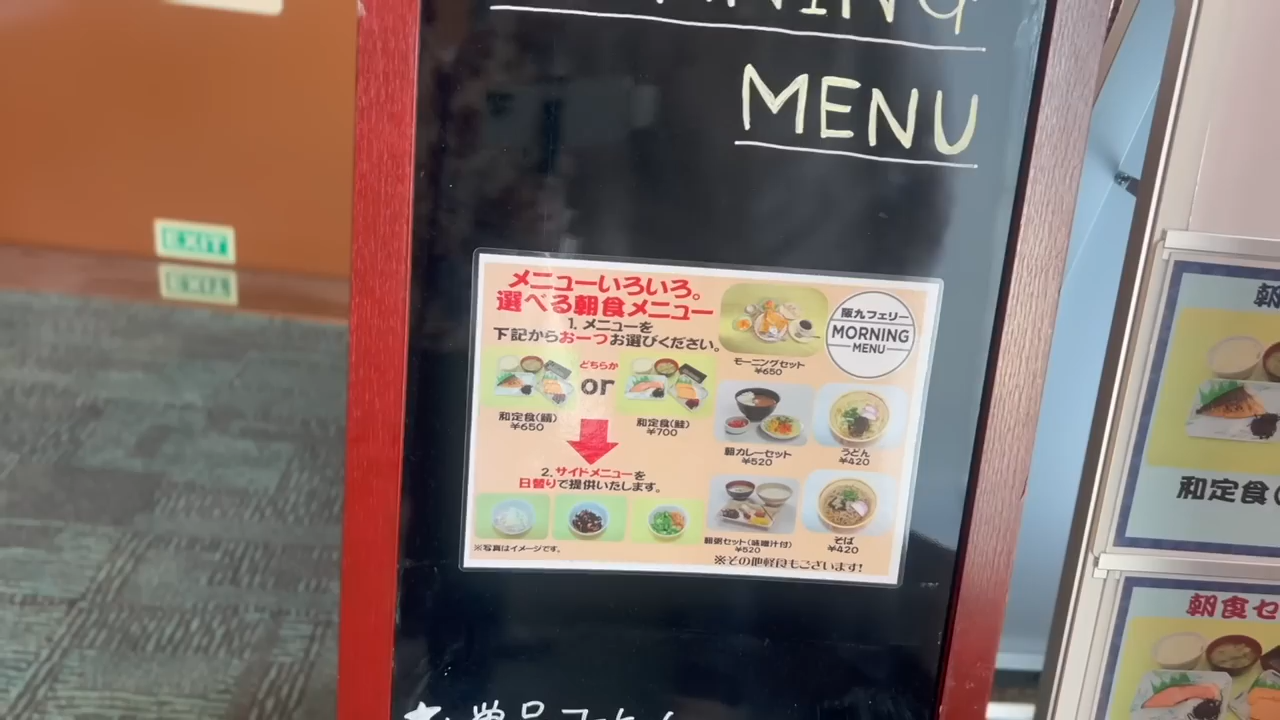 MENU
EXIT
メニューいろいろ。
選べる朝食メニュー
1. メニューを
下記からお一つお選びください。
どちらか
or
和定食(鯖)
¥650
和定食(鮭)
¥700
2. サイドメニューを
日替りで提供いたします。
※写真はイメージです。
阪九フェリー
MORNING
MENU
モーニングセット
¥650
朝カレーセット
¥520
うどん
¥420
朝粥セット(味噌汁付)
¥520
そば
¥420
※その他軽食もございます!
和定食(
朝食セ